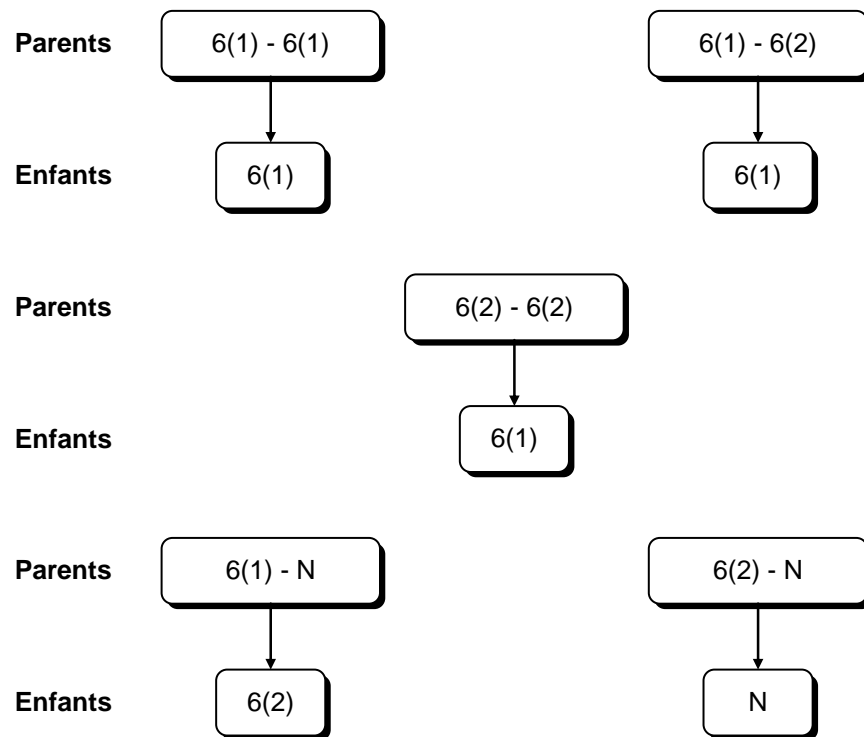 Parents 6(1) - 6(1) 6(1) - 6(2)
Enfants 6(1) 6(1)
Parents 6(2) - 6(2)
Enfants 6(1)
Parents 6(1) - N 6(2) - N
Enfants 6(2) N